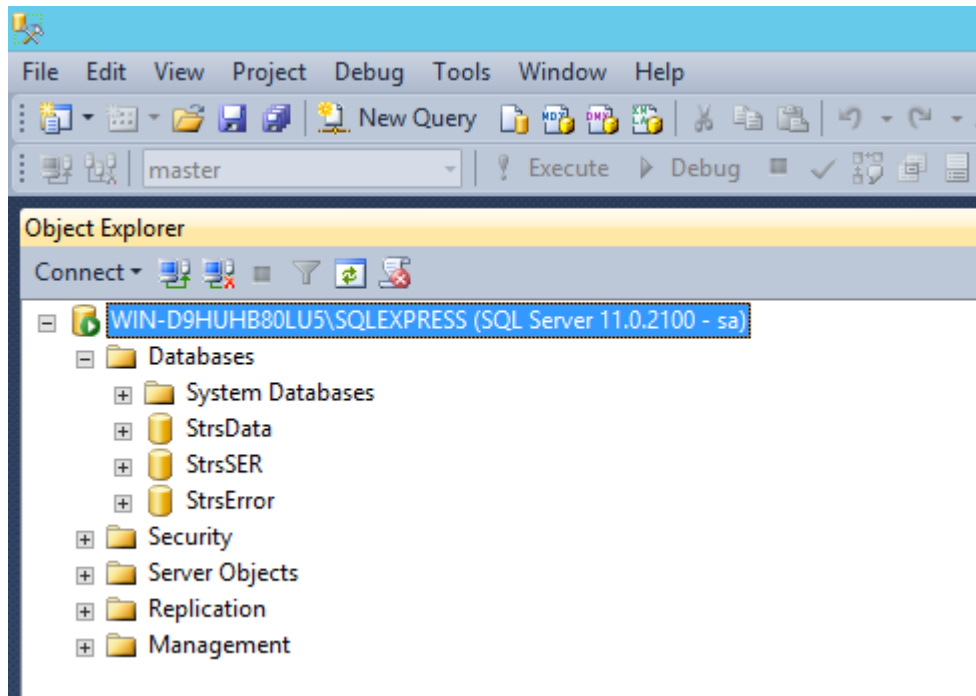 File Edit View Project Debug Tools Window Help
New Query
master Execute Debug
Object Explorer
Connect
WIN-D9HUHB80LU5\SQLEXPRESS (SQL Server 11.0.2100 - sa)
Databases
System Databases
StrsData
StrsSER
StrsError
Security
Server Objects
Replication
Management